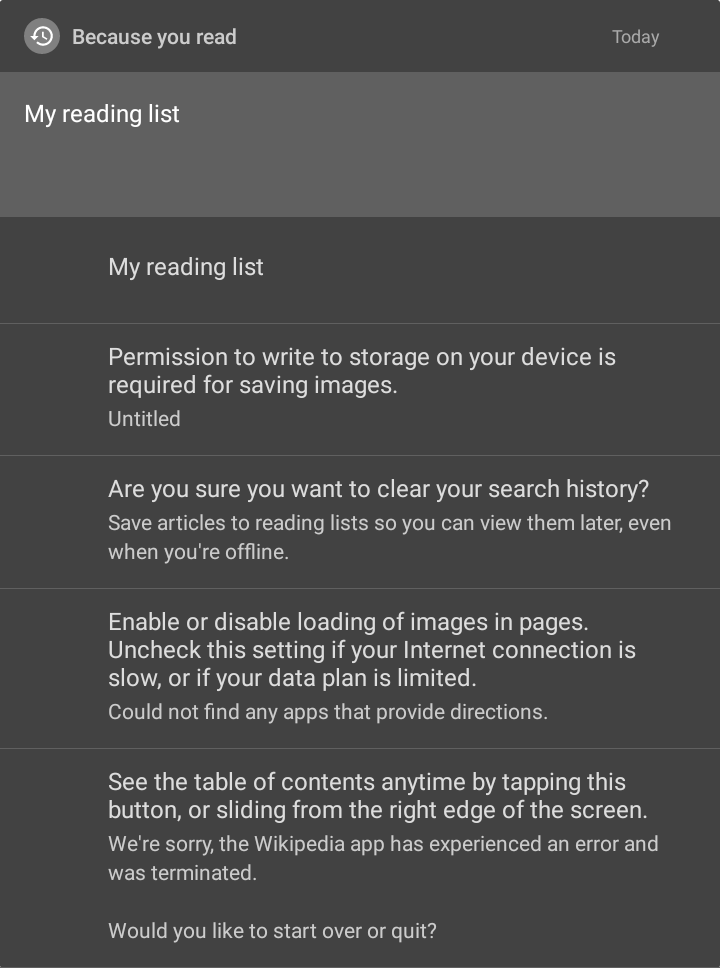 Because you read
Today
My reading list
My reading list
Permission to write to storage on your device is
required for saving images.
Untitled
Are you sure you want to clear your search history?
Save articles to reading lists so you can view them later, even
when you're offline.
Enable or disable loading of images in pages.
Uncheck this setting if your Internet connection is
slow, or if your data plan is limited.
Could not find any apps that provide directions.
See the table of contents anytime by tapping this
button, or sliding from the right edge of the screen.
We're sorry, the Wikipedia app has experienced an error and
was terminated.
Would you like to start over or quit?